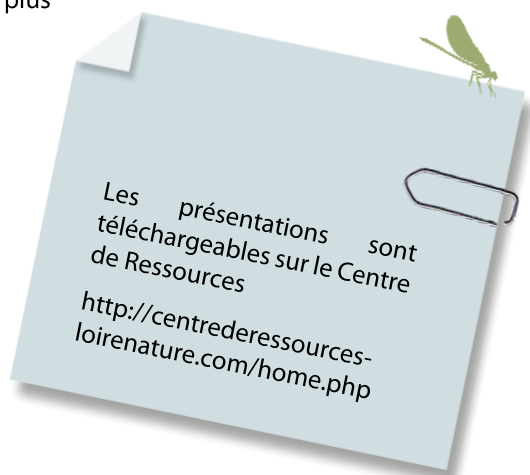 plus
Les présentations sont
téléchargeables sur le Centre
de Ressources
http://centrederessources-
loirenature.com/home.php